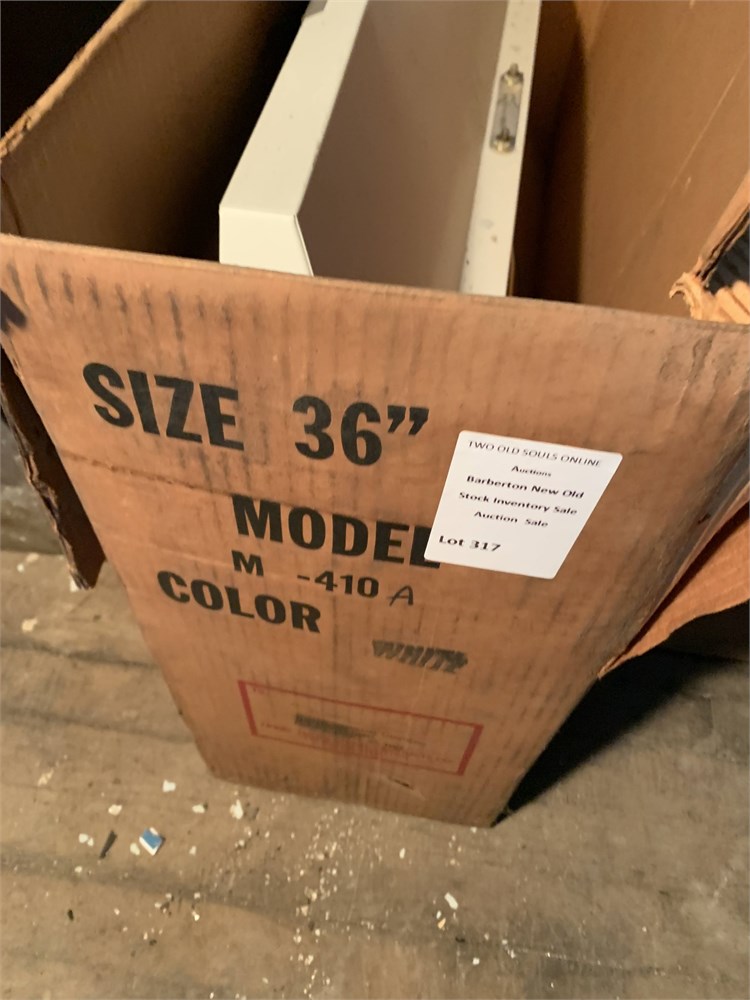 SIZE 36”
MODEL
M -410 A
COLOR
WHITE
TWO OLD SOULS ONLINE
Auctions
Barberton New Old
Stock Inventory Sale
Auction Sale
Lot 317